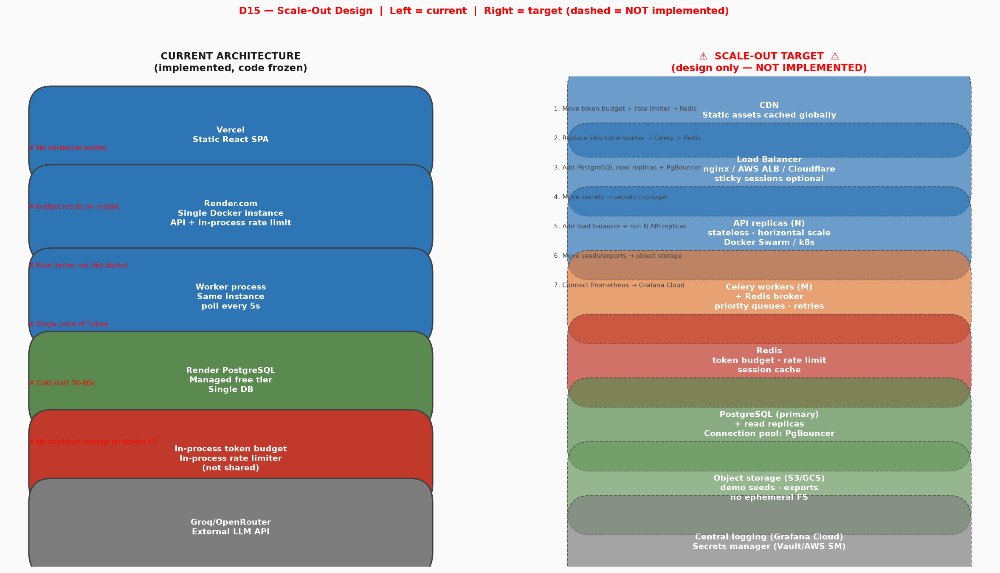 D15 — Scale-Out Design | Left = current | Right = target (dashed = NOT implemented)
CURRENT ARCHITECTURE
(implemented, code frozen)
Vercel
Static React SPA
✗ No horizontal scaling
Render.com
Single Docker instance
API + in-process rate limit
✗ Budget resets on restart
✗ Rate limiter not distributed
Worker process
Same instance
poll every 5s
✗ Single point of failure
Render PostgreSQL
Managed free tier
Single DB
✗ Cold start 30-60s
✗ No persistent storage on Render FS
In-process token budget
In-process rate limiter
(not shared)
Groq/OpenRouter
External LLM API
⚠ SCALE-OUT TARGET ⚠
(design only — NOT IMPLEMENTED)
1. Move token budget + rate limiter → Redis
2. Replace jobs table worker → Celery + Redis
3. Add PostgreSQL read replicas + PgBouncer
4. Move secrets → secrets manager
5. Add load balancer + run N API replicas
6. Move seeds/exports → object storage
7. Connect Prometheus → Grafana Cloud
CDN
Static assets cached globally
Load Balancer
nginx / AWS ALB / Cloudflare
sticky sessions optional
API replicas (N)
stateless · horizontal scale
Docker Swarm / k8s
Celery workers (M)
+ Redis broker
priority queues · retries
Redis
token budget · rate limit
session cache
PostgreSQL (primary)
+ read replicas
Connection pool: PgBouncer
Object storage (S3/GCS)
demo seeds · exports
no ephemeral FS
Central logging (Grafana Cloud)
Secrets manager (Vault/AWS SM)